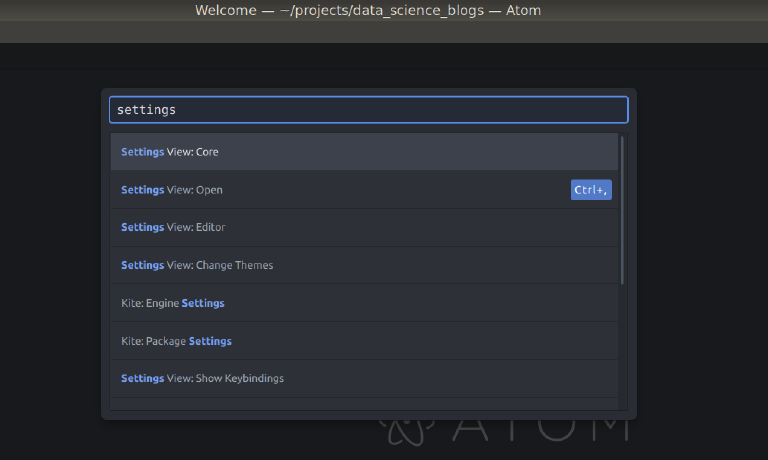 Welcome — ~/projects/data_science_blogs — Atom
settings
Settings View: Core
Settings View: Open Ctrl+,
Settings View: Editor
Settings View: Change Themes
Kite: Engine Settings
Kite: Package Settings
Settings View: Show Keybindings
ATOM